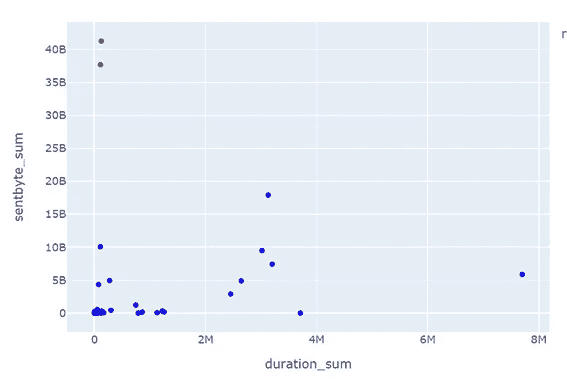 r
40B
35B
30B
25B
20B
15B
10B
5B
0
sentbyte_sum
0 2M 4M 6M 8M
duration_sum